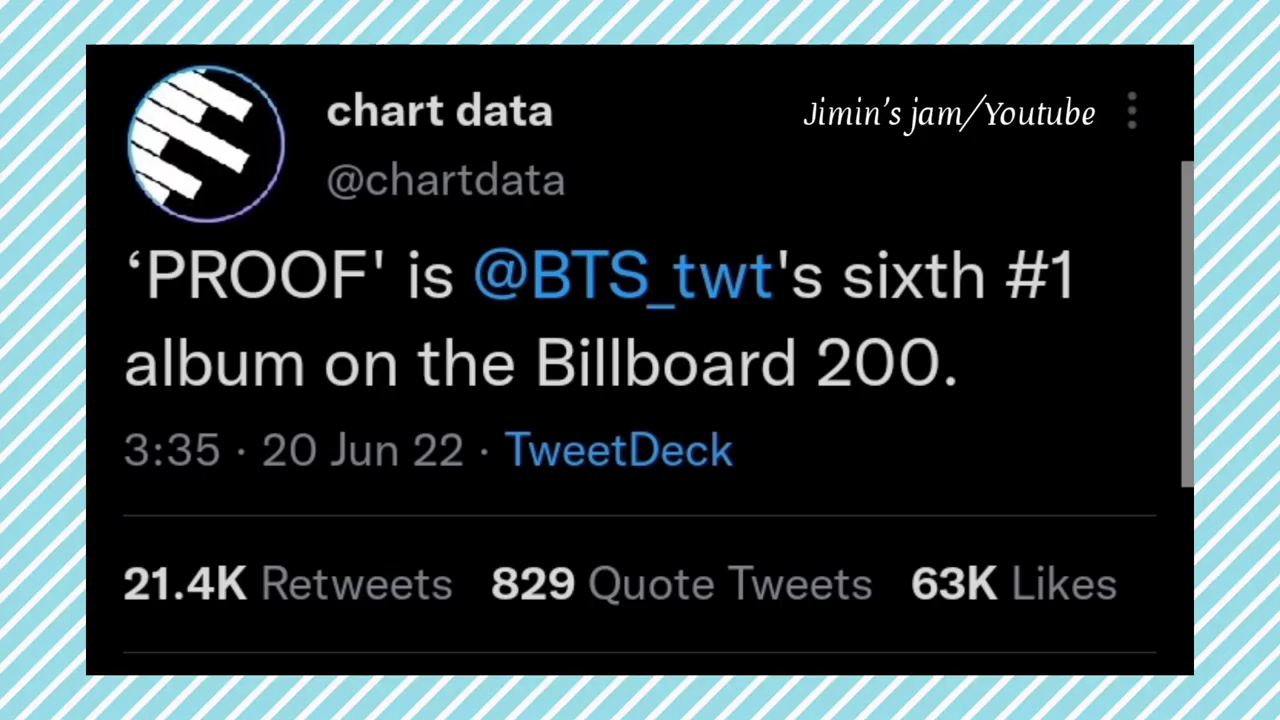 chart data
Jimin's jam/Youtube
@chartdata
‘PROOF' is @BTS_twt's sixth #1
album on the Billboard 200.
3:35 · 20 Jun 22 · TweetDeck
21.4K Retweets 829 Quote Tweets 63K Likes